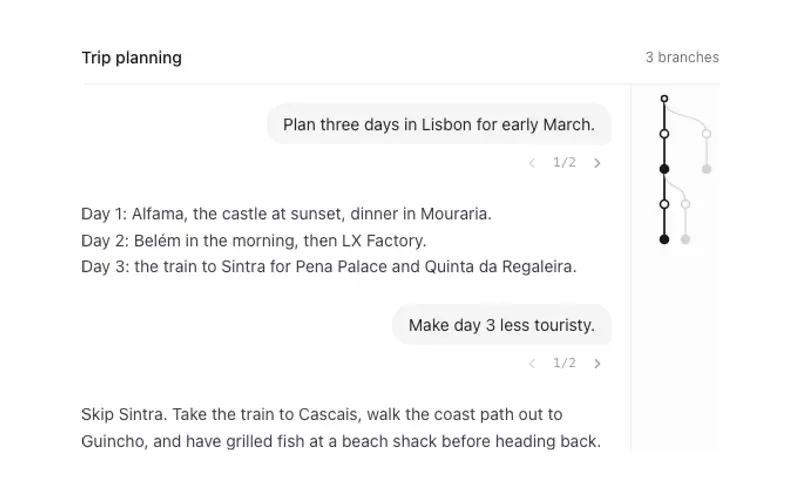 Trip planning
3 branches
Plan three days in Lisbon for early March.
< 1/2 >
Day 1: Alfama, the castle at sunset, dinner in Mouraria.
Day 2: Belém in the morning, then LX Factory.
Day 3: the train to Sintra for Pena Palace and Quinta da Regaleira.
Make day 3 less touristy.
< 1/2 >
Skip Sintra. Take the train to Cascais, walk the coast path out to
Guincho, and have grilled fish at a beach shack before heading back.